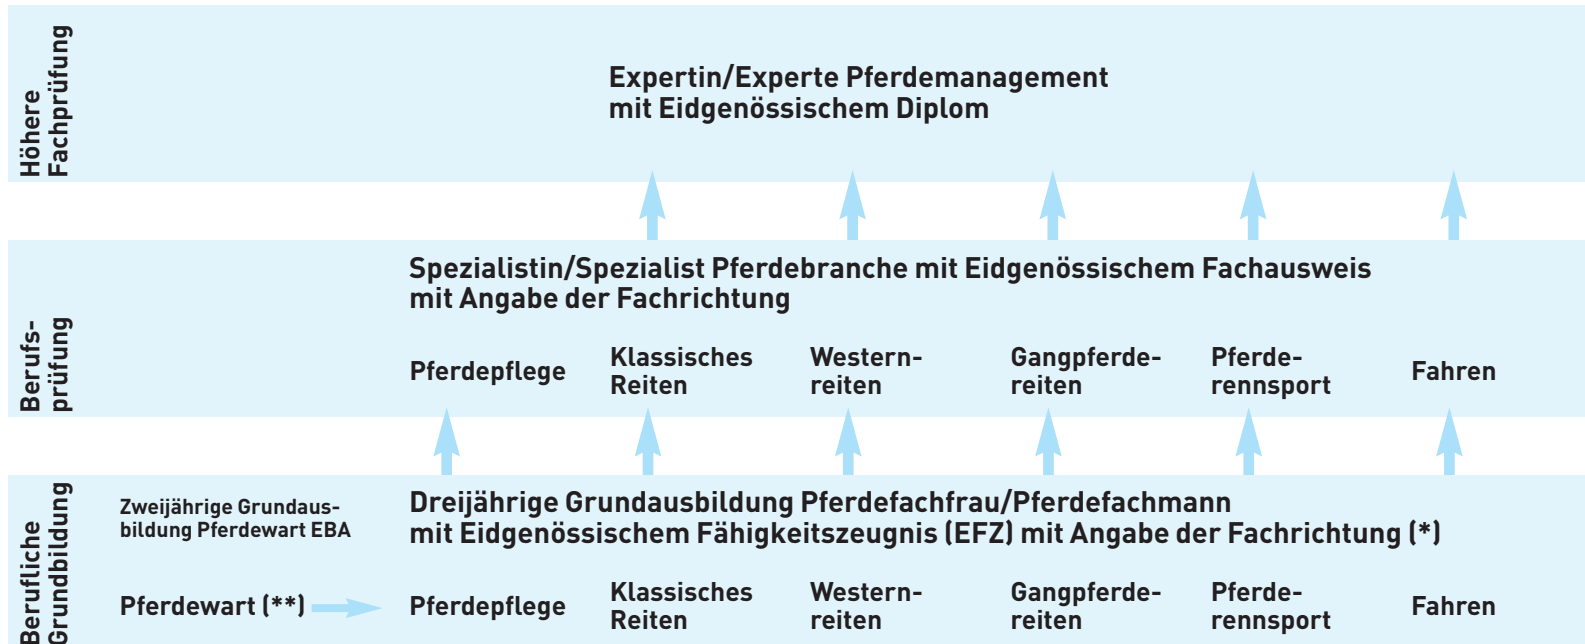 Höhere
Fachprüfung
Expertin/Experte Pferdemanagement
mit Eidgenössischem Diplom
Berufs-
prüfung
Spezialistin/Spezialist Pferdebranche mit Eidgenössischem Fachausweis
mit Angabe der Fachrichtung
Pferdepflege
Klassisches
Reiten
Western-
reiten
Gangpferde-
reiten
Pferde-
rennsport
Fahren
Berufliche
Grundbildung
Zweijährige Grundaus-
bildung Pferdewart EBA
Dreijährige Grundausbildung Pferdefachfrau/Pferdefachmann
mit Eidgenössischem Fähigkeitszeugnis (EFZ) mit Angabe der Fachrichtung (*)
Pferdewart (**)
Pferdepflege
Klassisches
Reiten
Western-
reiten
Gangpferde-
reiten
Pferde-
rennsport
Fahren